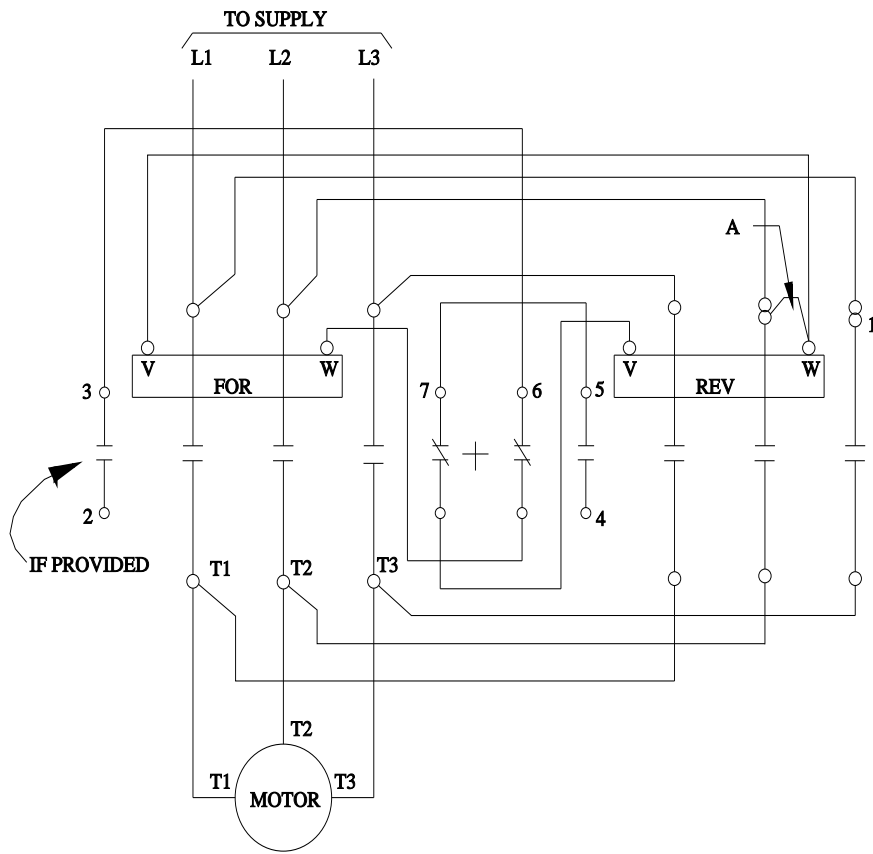 TO SUPPLY
L1 L2 L3
A
1
V W
FOR
V W
REV
3 7 6 5
2 4
IF PROVIDED
T1 T2 T3
T2
T1 T3
MOTOR